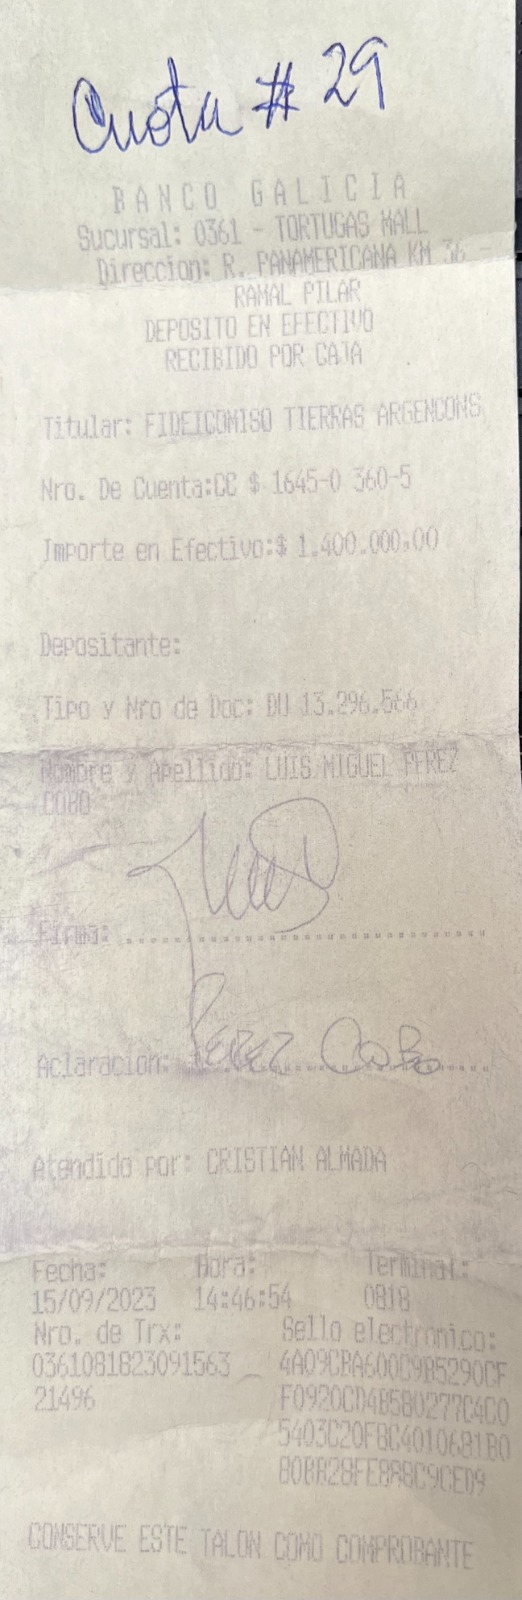 Cuota # 29
BANCO GALICIA
Sucursal: 0361 - TORTUGAS MALL
Direccion: R. PANAMERICANA KM 36 -
RAMAL PILAR
DEPOSITO EN EFECTIVO
RECIBIDO POR CAJA
Titular: FIDEICOMISO TIERRAS ARGENCONS
Nro. De Cuenta:CC $ 1645-0 360-5
Importe en Efectivo:$ 1.400.000,00
Depositante:
Tipo y Nro de Doc: DU 13.296.566
Nombre y Apellido: LUIS MIGUEL PEREZ
COBO
Firma:
Aclaracion: PEREZ COBO
Atendido por: CRISTIAN ALMADA
Fecha: Hora: Terminal:
15/09/2023 14:46:54 0818
Nro. de Trx: Sello electronico:
0361081823091563 4A09CBA600C9B5290CF
21496 F0920CD4B580277C4C0
5403C20F8C4010681B0
80BB28FE898C9CED9
CONSERVE ESTE TALON COMO COMPROBANTE